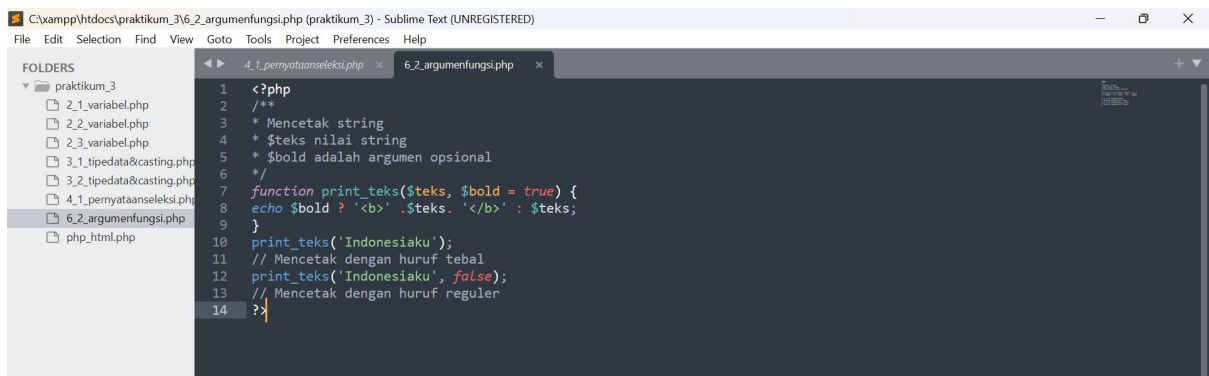 C:\xampp\htdocs\praktikum_3\6_2_argumenfungsi.php (praktikum_3) - Sublime Text (UNREGISTERED)
File Edit Selection Find View Goto Tools Project Preferences Help
FOLDERS
praktikum_3
2_1_variabel.php
2_2_variabel.php
2_3_variabel.php
3_1_tipedata&casting.php
3_2_tipedata&casting.php
4_1_pernyataanseleksi.php
6_2_argumenfungsi.php
php_html.php
4_1_pernyataanseleksi.php × 6_2_argumenfungsi.php ×
1 <?php
2 /**
3 * Mencetak string
4 * $teks nilai string
5 * $bold adalah argumen opsional
6 */
7 function print_teks($teks, $bold = true) {
8 echo $bold ? '<b>' .$teks. '</b>' : $teks;
9 }
10 print_teks('Indonesiaku');
11 // Mencetak dengan huruf tebal
12 print_teks('Indonesiaku', false);
13 // Mencetak dengan huruf reguler
14 ?>